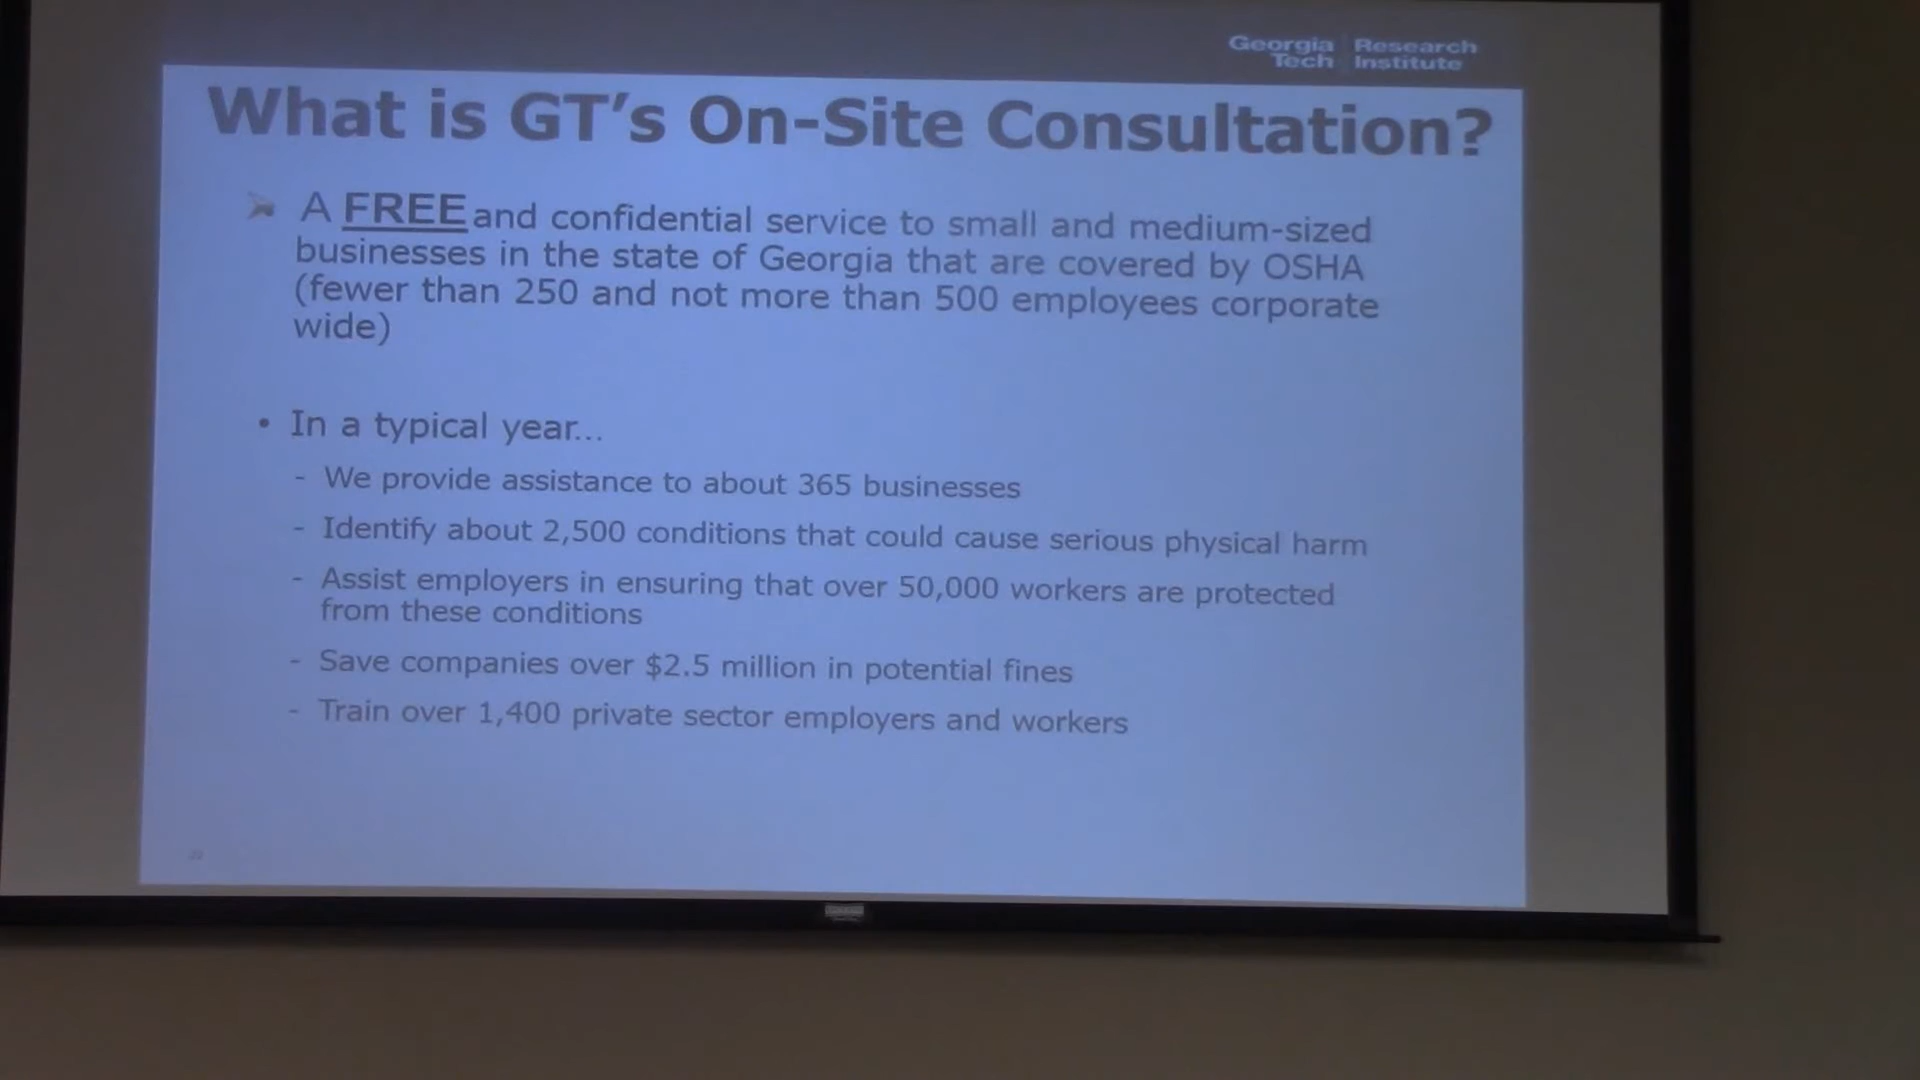 Georgia Research
Tech Institute
What is GT's On-Site Consultation?
A FREE and confidential service to small and medium-sized
businesses in the state of Georgia that are covered by OSHA
(fewer than 250 and not more than 500 employees corporate
wide)
• In a typical year...
- We provide assistance to about 365 businesses
- Identify about 2,500 conditions that could cause serious physical harm
- Assist employers in ensuring that over 50,000 workers are protected
from these conditions
- Save companies over $2.5 million in potential fines
- Train over 1,400 private sector employers and workers